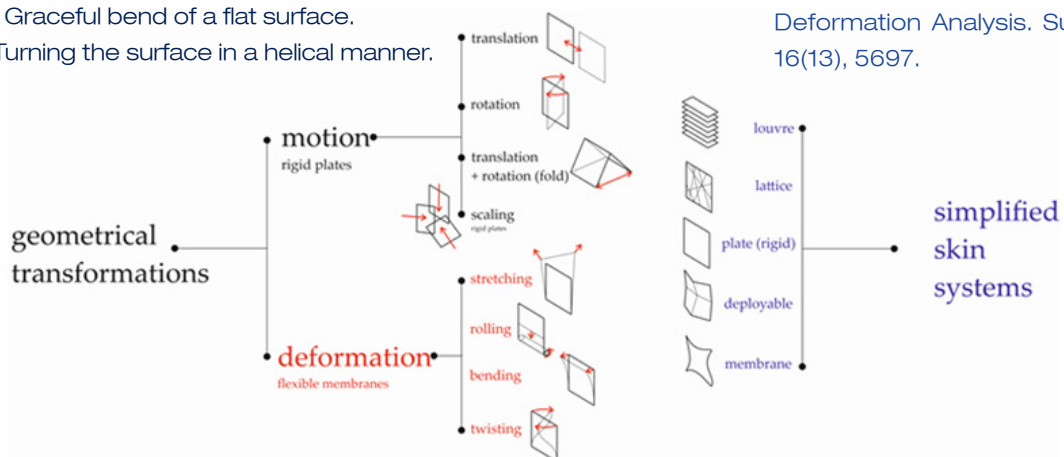 Graceful bend of a flat surface.
Turning the surface in a helical manner.
Deformation Analysis.
16(13), 5697.
geometrical
transformations
motion
rigid plates
translation
rotation
translation
+ rotation (fold)
scaling
rigid plates
deformation
flexible membranes
stretching
rolling
bending
twisting
louvre
lattice
plate (rigid)
deployable
membrane
simplified
skin
systems